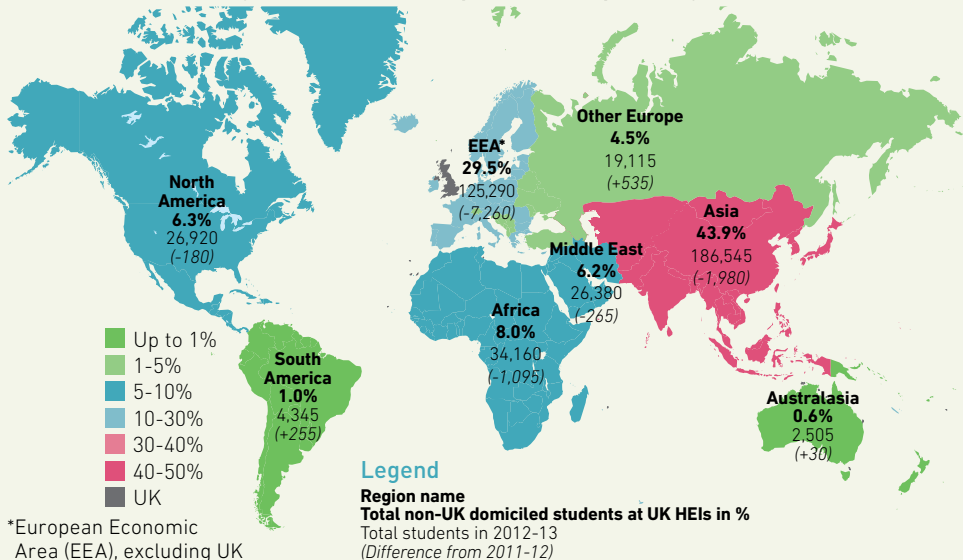 North
America
6.3%
26,920
(-180)
EEA*
29.5%
125,290
(-7,260)
Other Europe
4.5%
19,115
(+535)
Asia
43.9%
186,545
(-1,980)
Middle East
6.2%
26,380
(-265)
Africa
8.0%
34,160
(-1,095)
South
America
1.0%
4,345
(+255)
Australasia
0.6%
2,505
(+30)
Up to 1%
1-5%
5-10%
10-30%
30-40%
40-50%
UK
*European Economic
Area (EEA), excluding UK
Legend
Region name
Total non-UK domiciled students at UK HEIs in %
Total students in 2012-13
(Difference from 2011-12)